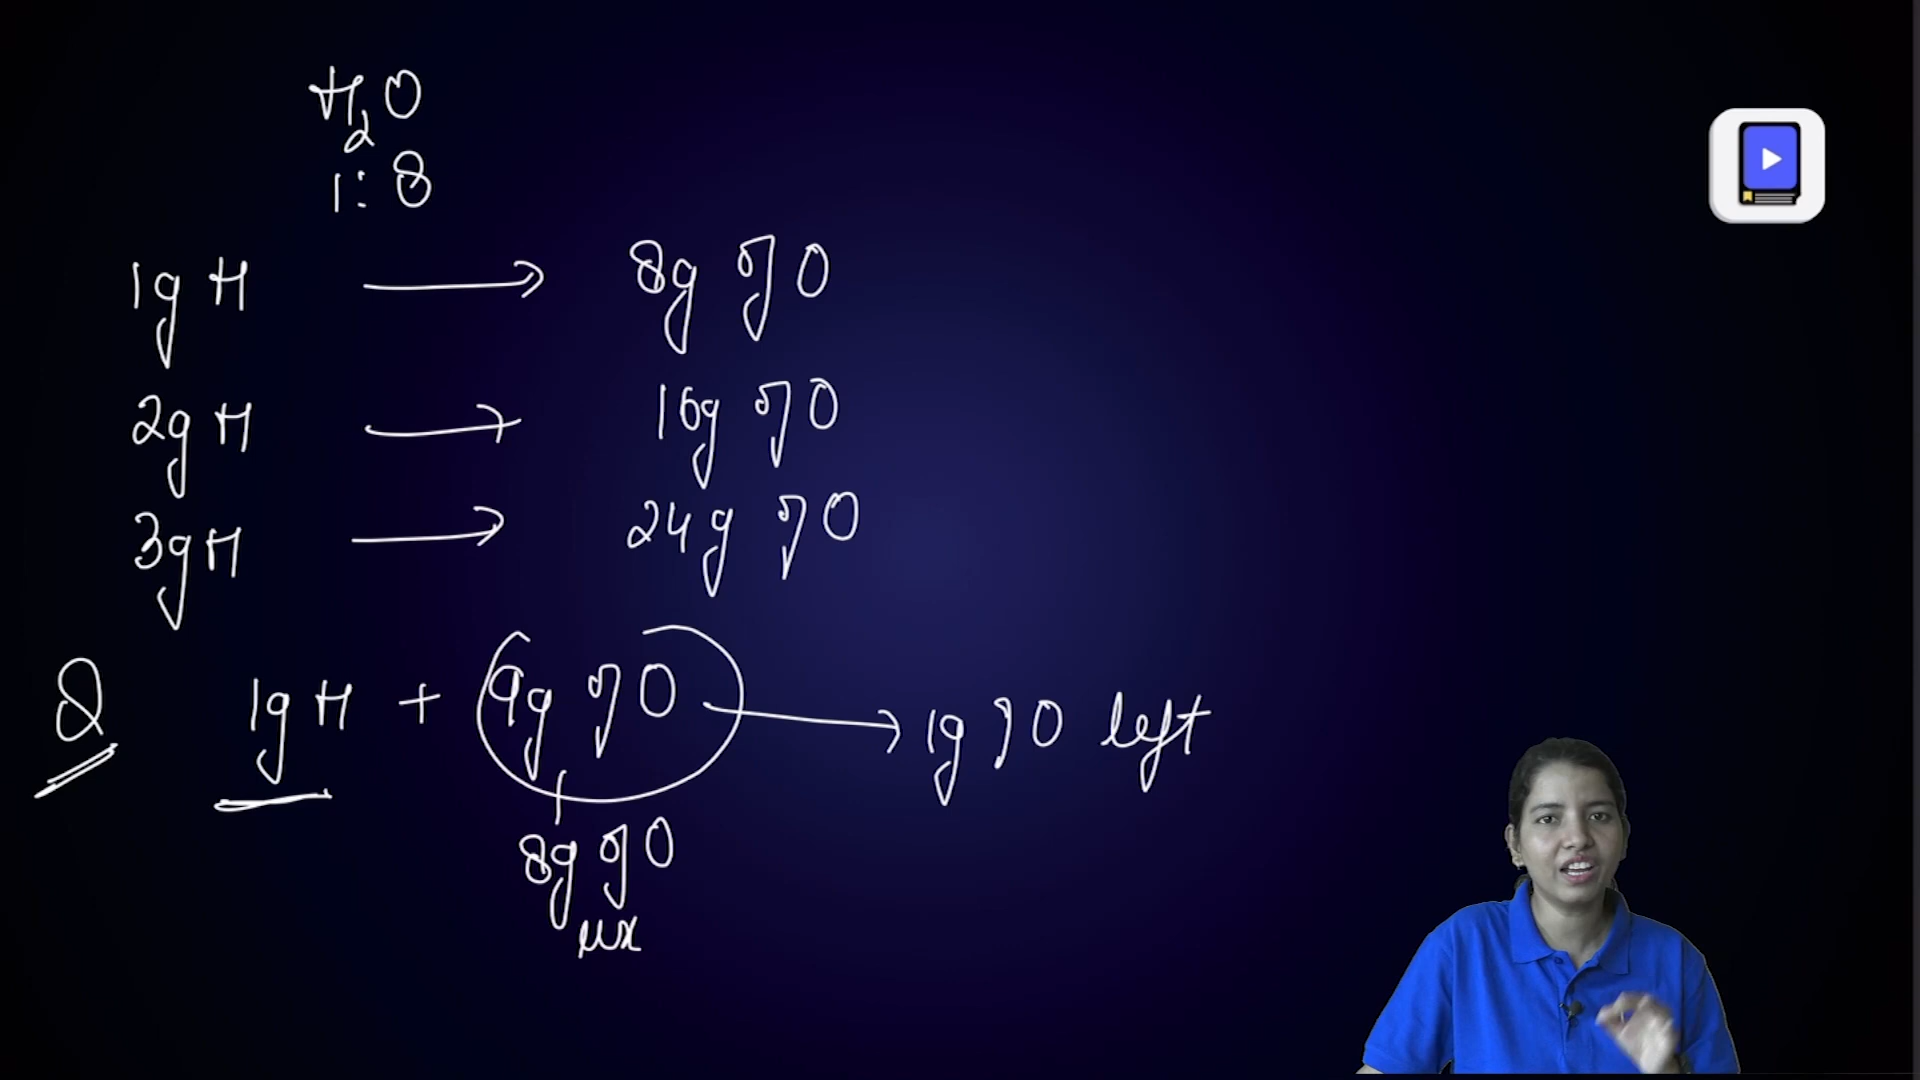 H₂O
1:8
1g H → 8g of O
2g H → 16g of O
3g H → 24g of O
Q 1g H + 9g of O → 1g of O left
8g of O